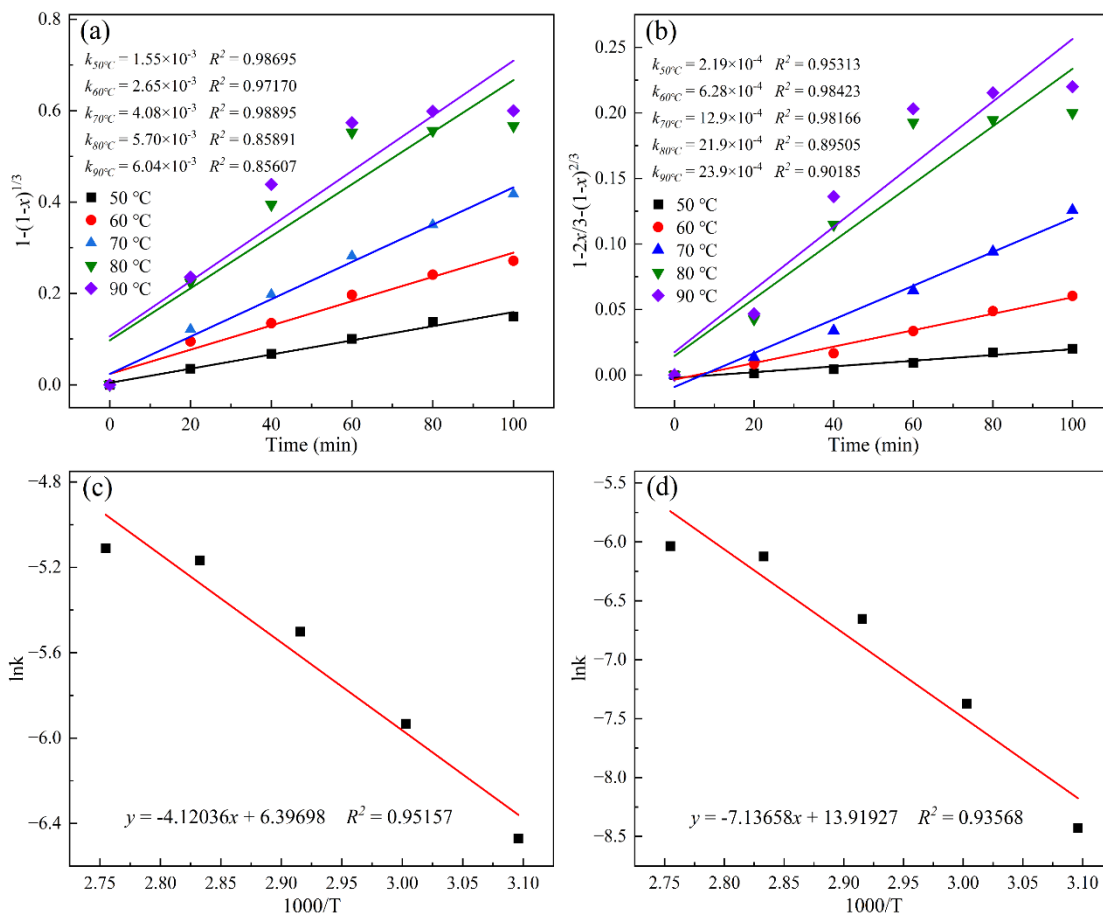 (a)
k50℃ = 1.55×10⁻³ R² = 0.98695
k60℃ = 2.65×10⁻³ R² = 0.97170
k70℃ = 4.08×10⁻³ R² = 0.98895
k80℃ = 5.70×10⁻³ R² = 0.85891
k90℃ = 6.04×10⁻³ R² = 0.85607
50 ℃
60 ℃
70 ℃
80 ℃
90 ℃
0.8
0.6
0.4
0.2
0.0
1-(1-x)^1/3
0 20 40 60 80 100
Time (min)
(b)
k50℃ = 2.19×10⁻⁴ R² = 0.95313
k60℃ = 6.28×10⁻⁴ R² = 0.98423
k70℃ = 12.9×10⁻⁴ R² = 0.98166
k80℃ = 21.9×10⁻⁴ R² = 0.89505
k90℃ = 23.9×10⁻⁴ R² = 0.90185
50 ℃
60 ℃
70 ℃
80 ℃
90 ℃
0.25
0.20
0.15
0.10
0.05
0.00
1-2x/3-(1-x)^2/3
0 20 40 60 80 100
Time (min)
(c)
−4.8
−5.2
−5.6
−6.0
−6.4
lnk
y = -4.12036x + 6.39698 R² = 0.95157
2.75 2.80 2.85 2.90 2.95 3.00 3.05 3.10
1000/T
(d)
−5.5
−6.0
−6.5
−7.0
−7.5
−8.0
−8.5
lnk
y = -7.13658x + 13.91927 R² = 0.93568
2.75 2.80 2.85 2.90 2.95 3.00 3.05 3.10
1000/T